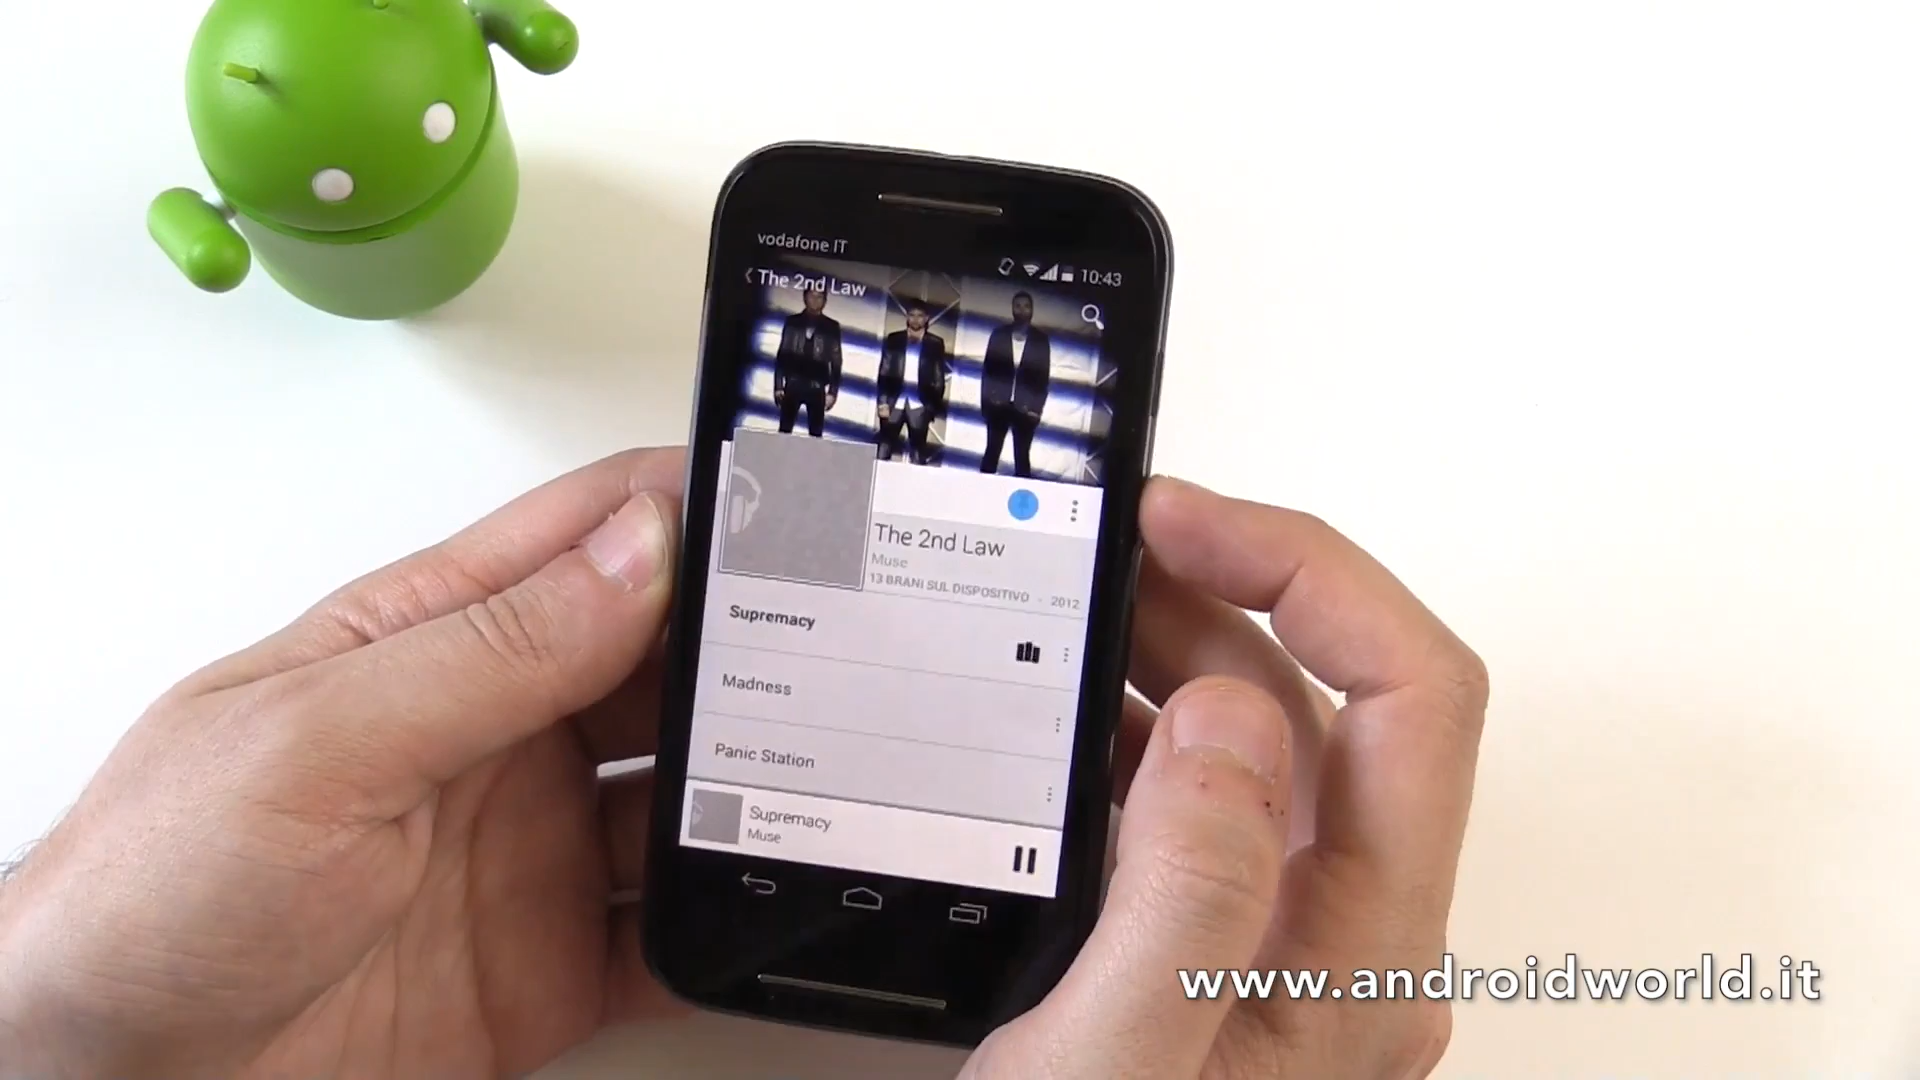 vodafone IT
10:43
The 2nd Law
The 2nd Law
Muse
13 BRANI SUL DISPOSITIVO - 2012
Supremacy
Madness
Panic Station
Supremacy
Muse
www.androidworld.it